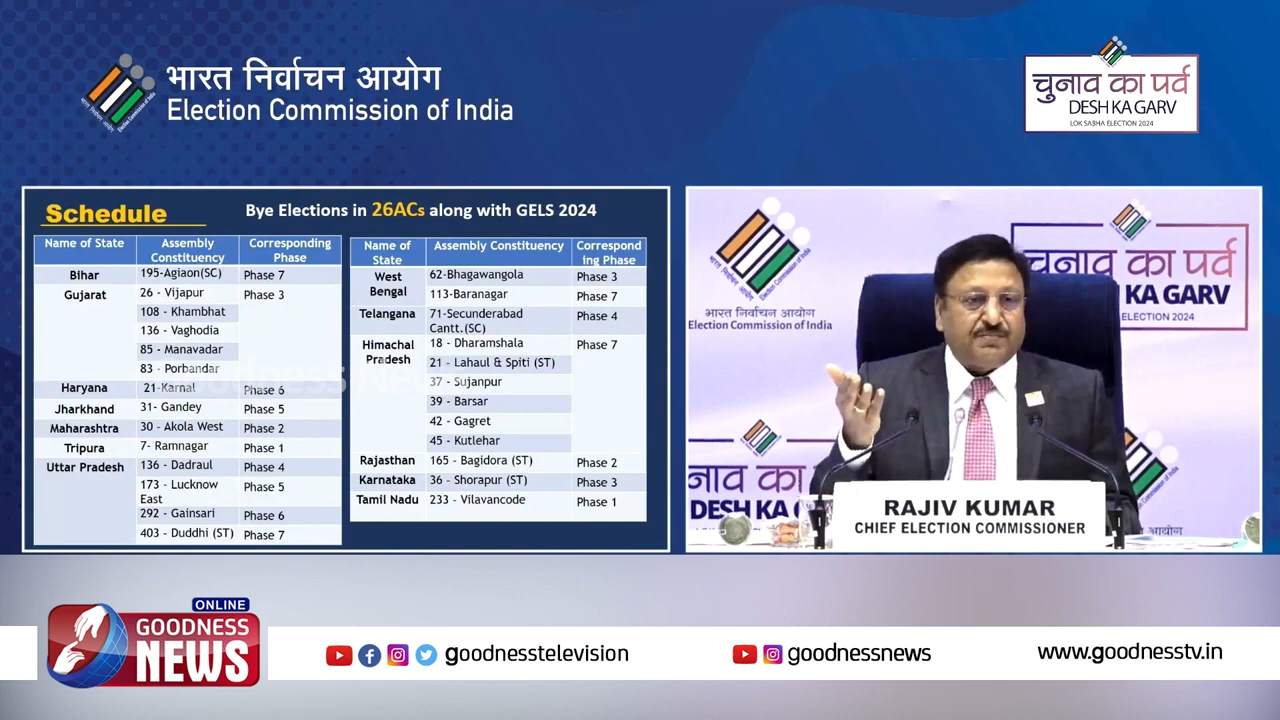 भारत निर्वाचन आयोग
Election Commission of India
चुनाव का पर्व
DESH KA GARV
LOK SABHA ELECTION 2024
Schedule
Bye Elections in 26ACs along with GELS 2024
Name of State Assembly Constituency Corresponding Phase
Bihar 195-Agiaon(SC) Phase 7
Gujarat 26 - Vijapur Phase 3
108 - Khambhat
136 - Vaghodia
85 - Manavadar
83 - Porbandar
Haryana 21-Karnal Phase 6
Jharkhand 31- Gandey Phase 5
Maharashtra 30 - Akola West Phase 2
Tripura 7- Ramnagar Phase
Uttar Pradesh 136 - Dadraul Phase 4
173 - Lucknow East Phase 5
292 - Gainsari Phase 6
403 - Duddhi (ST) Phase 7
Name of State Assembly Constituency Correspond ing Phase
West Bengal 62-Bhagawangola Phase 3
113-Baranagar Phase 7
Telangana 71-Secunderabad Cantt.(SC) Phase 4
Himachal Pradesh 18 - Dharamshala Phase 7
21 - Lahaul & Spiti (ST)
37 - Sujanpur
39 - Barsar
42 - Gagret
45 - Kutlehar
Rajasthan 165 - Bagidora (ST) Phase 2
Karnataka 36 - Shorapur (ST) Phase 3
Tamil Nadu 233 - Vilavancode Phase 1
Goodness News
भारत निर्वाचन आयोग
Election Commission of India
चुनाव का पर्व
KA GARV
ELECTION 2024
नाव का
DESH KA G
आयोग
RAJIV KUMAR
CHIEF ELECTION COMMISSIONER
ONLINE
GOODNESS
NEWS
goodnesstelevision
goodnessnews
www.goodnesstv.in